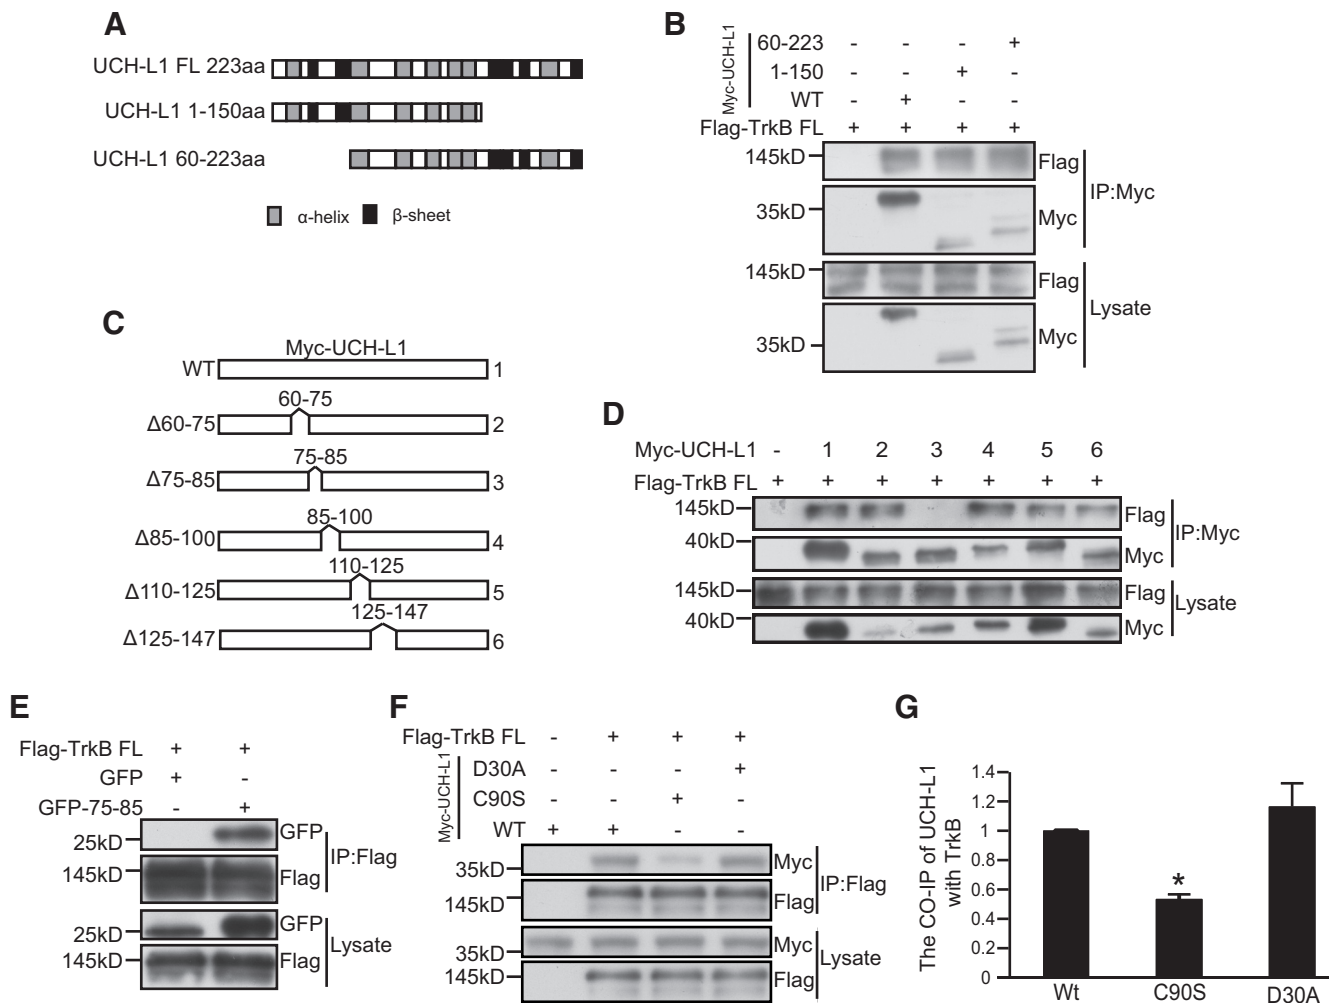 A
UCH-L1 FL 223aa
UCH-L1 1-150aa
UCH-L1 60-223aa
α-helix β-sheet
B
Myc-UCH-L1
60-223 - - - +
1-150 - - + -
WT - + - -
Flag-TrkB FL + + + +
145kD Flag
35kD Myc
IP:Myc
145kD Flag
35kD Myc
Lysate
C
Myc-UCH-L1
WT 1
60-75
Δ60-75 2
75-85
Δ75-85 3
85-100
Δ85-100 4
110-125
Δ110-125 5
125-147
Δ125-147 6
D
Myc-UCH-L1 - 1 2 3 4 5 6
Flag-TrkB FL + + + + + + +
145kD Flag
40kD Myc
IP:Myc
145kD Flag
40kD Myc
Lysate
E
Flag-TrkB FL + +
GFP + -
GFP-75-85 - +
25kD GFP
145kD Flag
IP:Flag
25kD GFP
145kD Flag
Lysate
F
Flag-TrkB FL - + + +
Myc-UCH-L1
D30A - - - +
C90S - - + -
WT + + - -
35kD Myc
145kD Flag
IP:Flag
35kD Myc
145kD Flag
Lysate
G
The CO-IP of UCH-L1
with TrkB
1.4
1.2
1
0.8
0.6
0.4
0.2
0
*
Wt C90S D30A